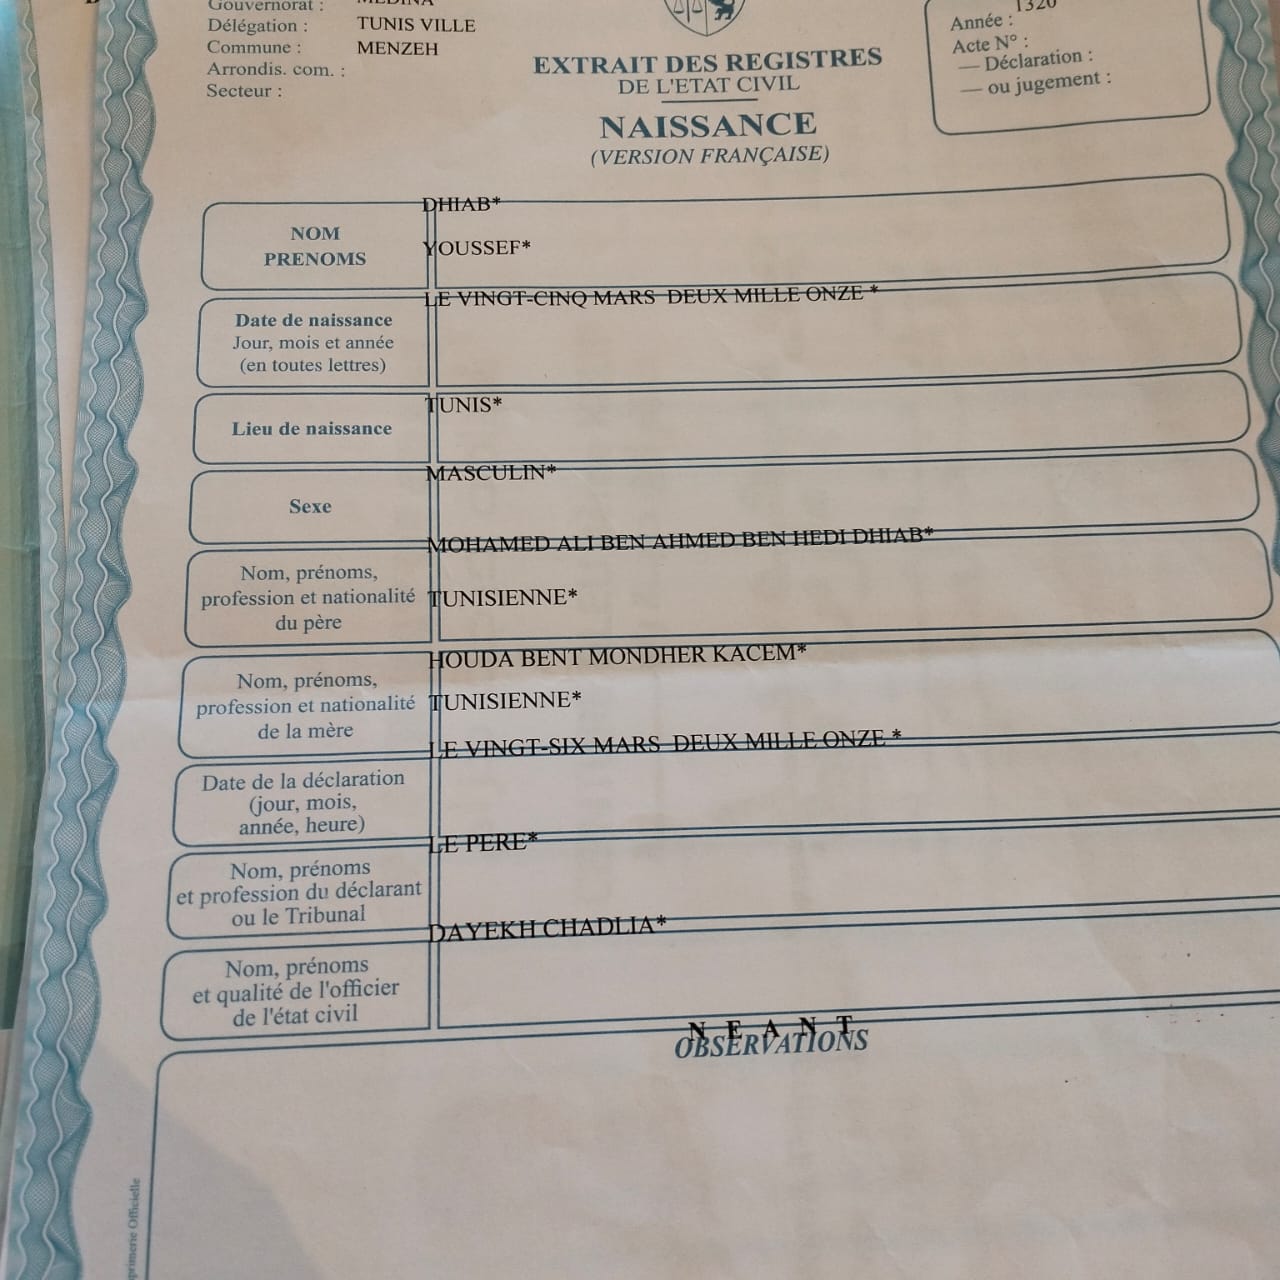 Gouvernorat : MEDINA
Délégation : TUNIS VILLE
Commune : MENZEH
Arrondis. com. :
Secteur :
1320
Année :
Acte N° :
— Déclaration :
— ou jugement :
EXTRAIT DES REGISTRES
DE L'ETAT CIVIL
NAISSANCE
(VERSION FRANÇAISE)
NOM
PRENOMS
DHIAB*
YOUSSEF*
Date de naissance
Jour, mois et année
(en toutes lettres)
LE VINGT-CINQ MARS DEUX MILLE ONZE *
Lieu de naissance
TUNIS*
Sexe
MASCULIN*
Nom, prénoms,
profession et nationalité
du père
MOHAMED ALI BEN AHMED BEN HEDI DHIAB*
TUNISIENNE*
Nom, prénoms,
profession et nationalité
de la mère
HOUDA BENT MONDHER KACEM*
TUNISIENNE*
Date de la déclaration
(jour, mois,
année, heure)
LE VINGT-SIX MARS DEUX MILLE ONZE *
Nom, prénoms
et profession du déclarant
ou le Tribunal
LE PERE*
Nom, prénoms
et qualité de l'officier
de l'état civil
DAYEKH CHADLIA*
N E A N T
OBSERVATIONS
Officielle